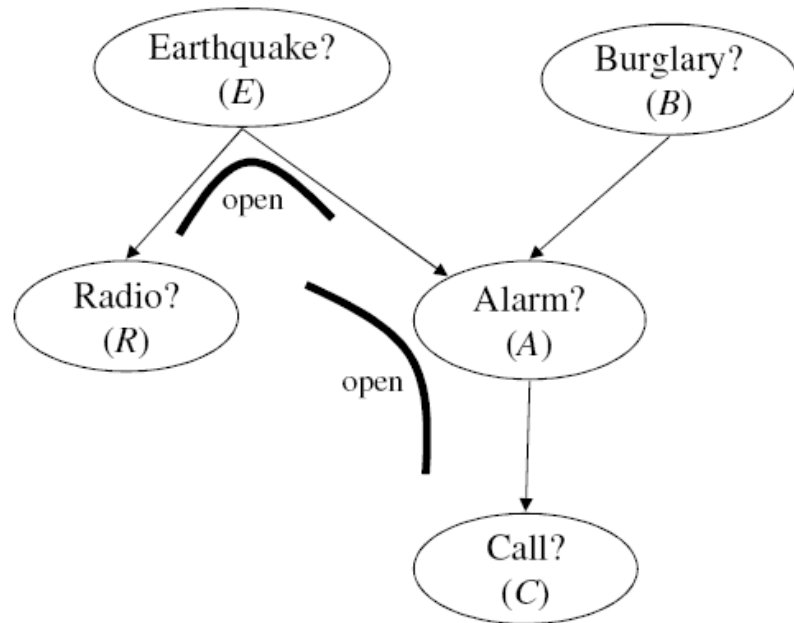 Earthquake?
(E)
Burglary?
(B)
open
Radio?
(R)
Alarm?
(A)
open
Call?
(C)